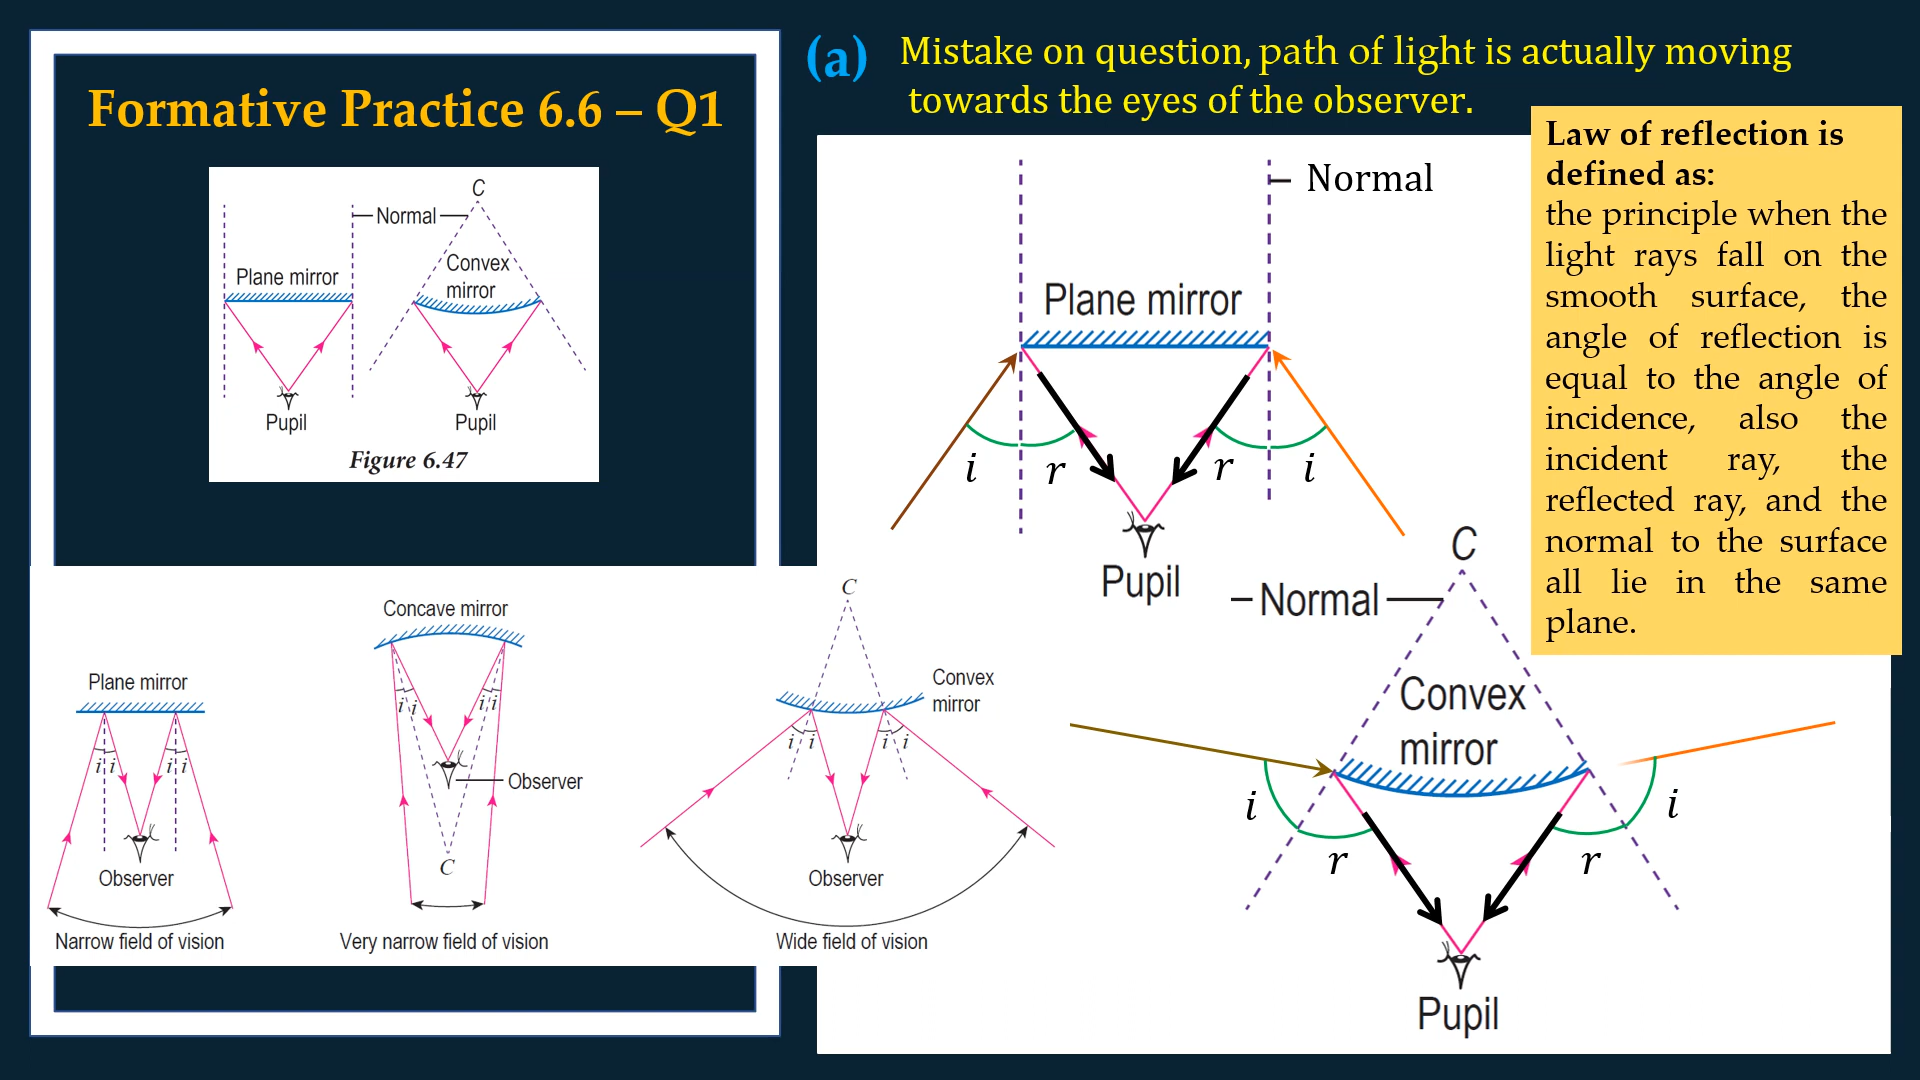 Formative Practice 6.6 – Q1
C
Normal
Plane mirror
Convex
mirror
Pupil
Pupil
Figure 6.47
(a) Mistake on question, path of light is actually moving
towards the eyes of the observer.
Normal
Plane mirror
i
r
r
i
Pupil
Law of reflection is
defined as:
the principle when the
light rays fall on the
smooth surface, the
angle of reflection is
equal to the angle of
incidence, also the
incident ray, the
reflected ray, and the
normal to the surface
all lie in the same
plane.
Plane mirror
i i
i i
Observer
Narrow field of vision
Concave mirror
i i
i i
Observer
C
Very narrow field of vision
C
Convex
mirror
i i
i i
Observer
Wide field of vision
C
Normal
Convex
mirror
i
r
r
i
Pupil